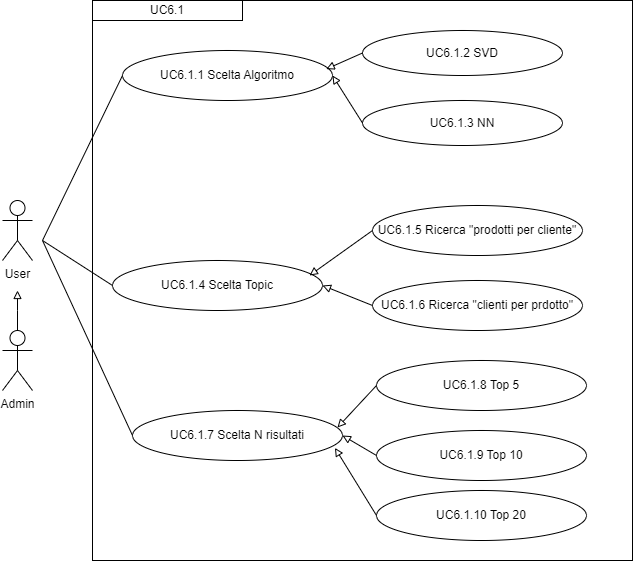 UC6.1
UC6.1.1 Scelta Algoritmo
UC6.1.2 SVD
UC6.1.3 NN
UC6.1.5 Ricerca "prodotti per cliente"
User
UC6.1.4 Scelta Topic
UC6.1.6 Ricerca "clienti per prdotto"
Admin
UC6.1.7 Scelta N risultati
UC6.1.8 Top 5
UC6.1.9 Top 10
UC6.1.10 Top 20